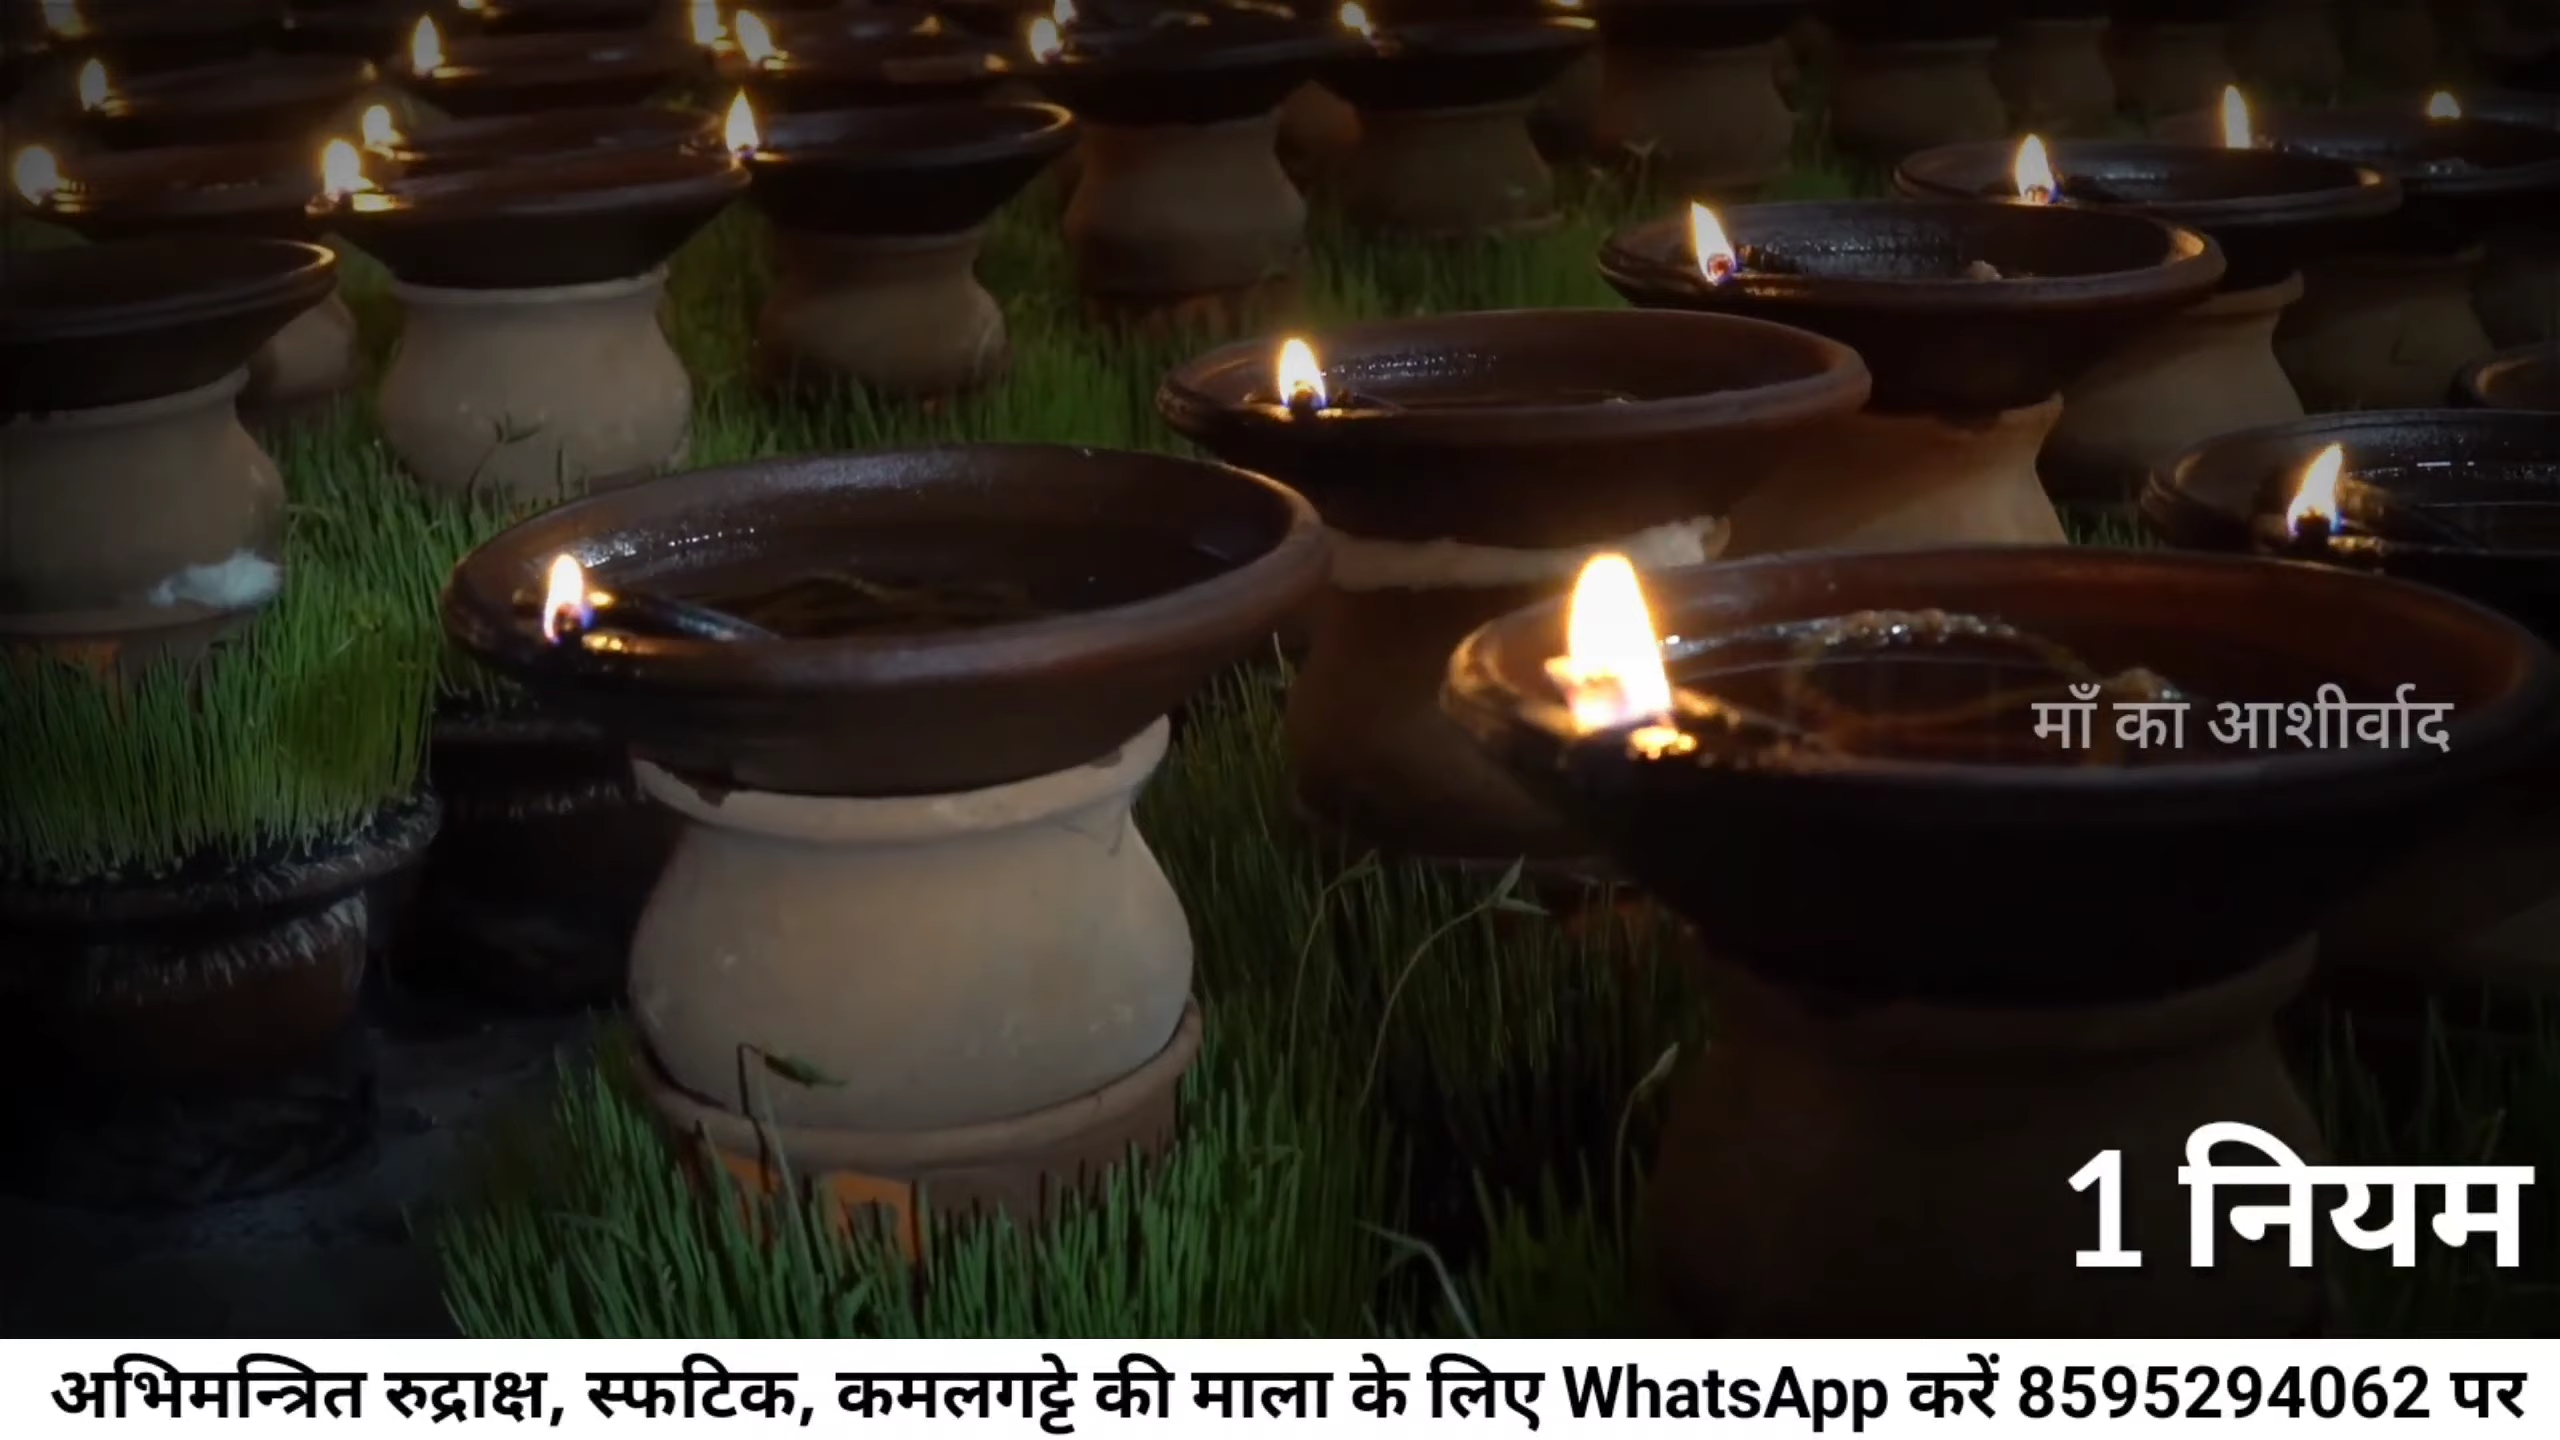 माँ का आशीर्वाद
1 नियम
अभिमन्त्रित रुद्राक्ष, स्फटिक, कमलगट्टे की माला के लिए WhatsApp करें 8595294062 पर